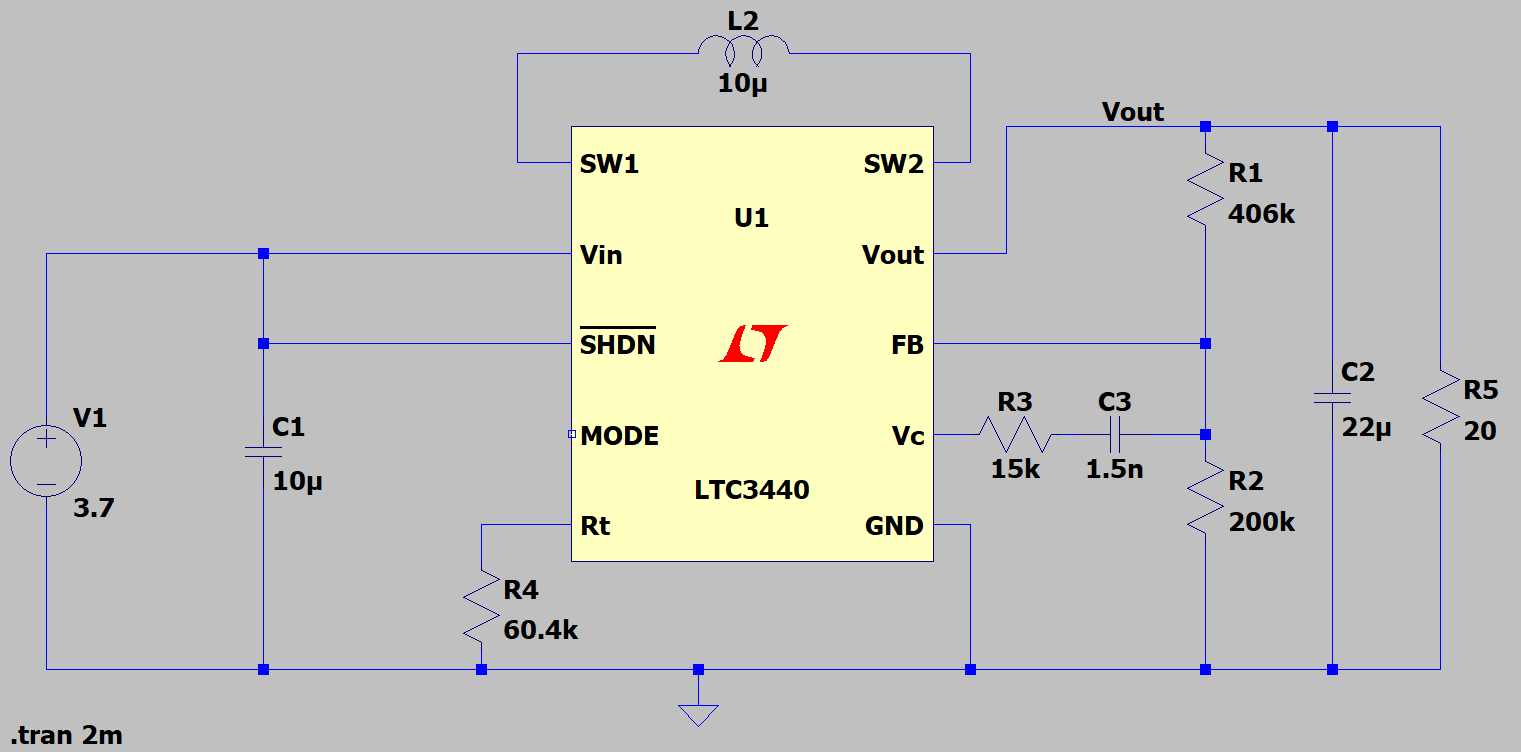 L2
10µ
Vout
SW1
SW2
R1
406k
U1
Vin
Vout
SHDN
FB
C2
22µ
R5
20
V1
3.7
C1
10µ
MODE
Vc
R3
15k
C3
1.5n
R2
200k
LTC3440
Rt
GND
R4
60.4k
.tran 2m